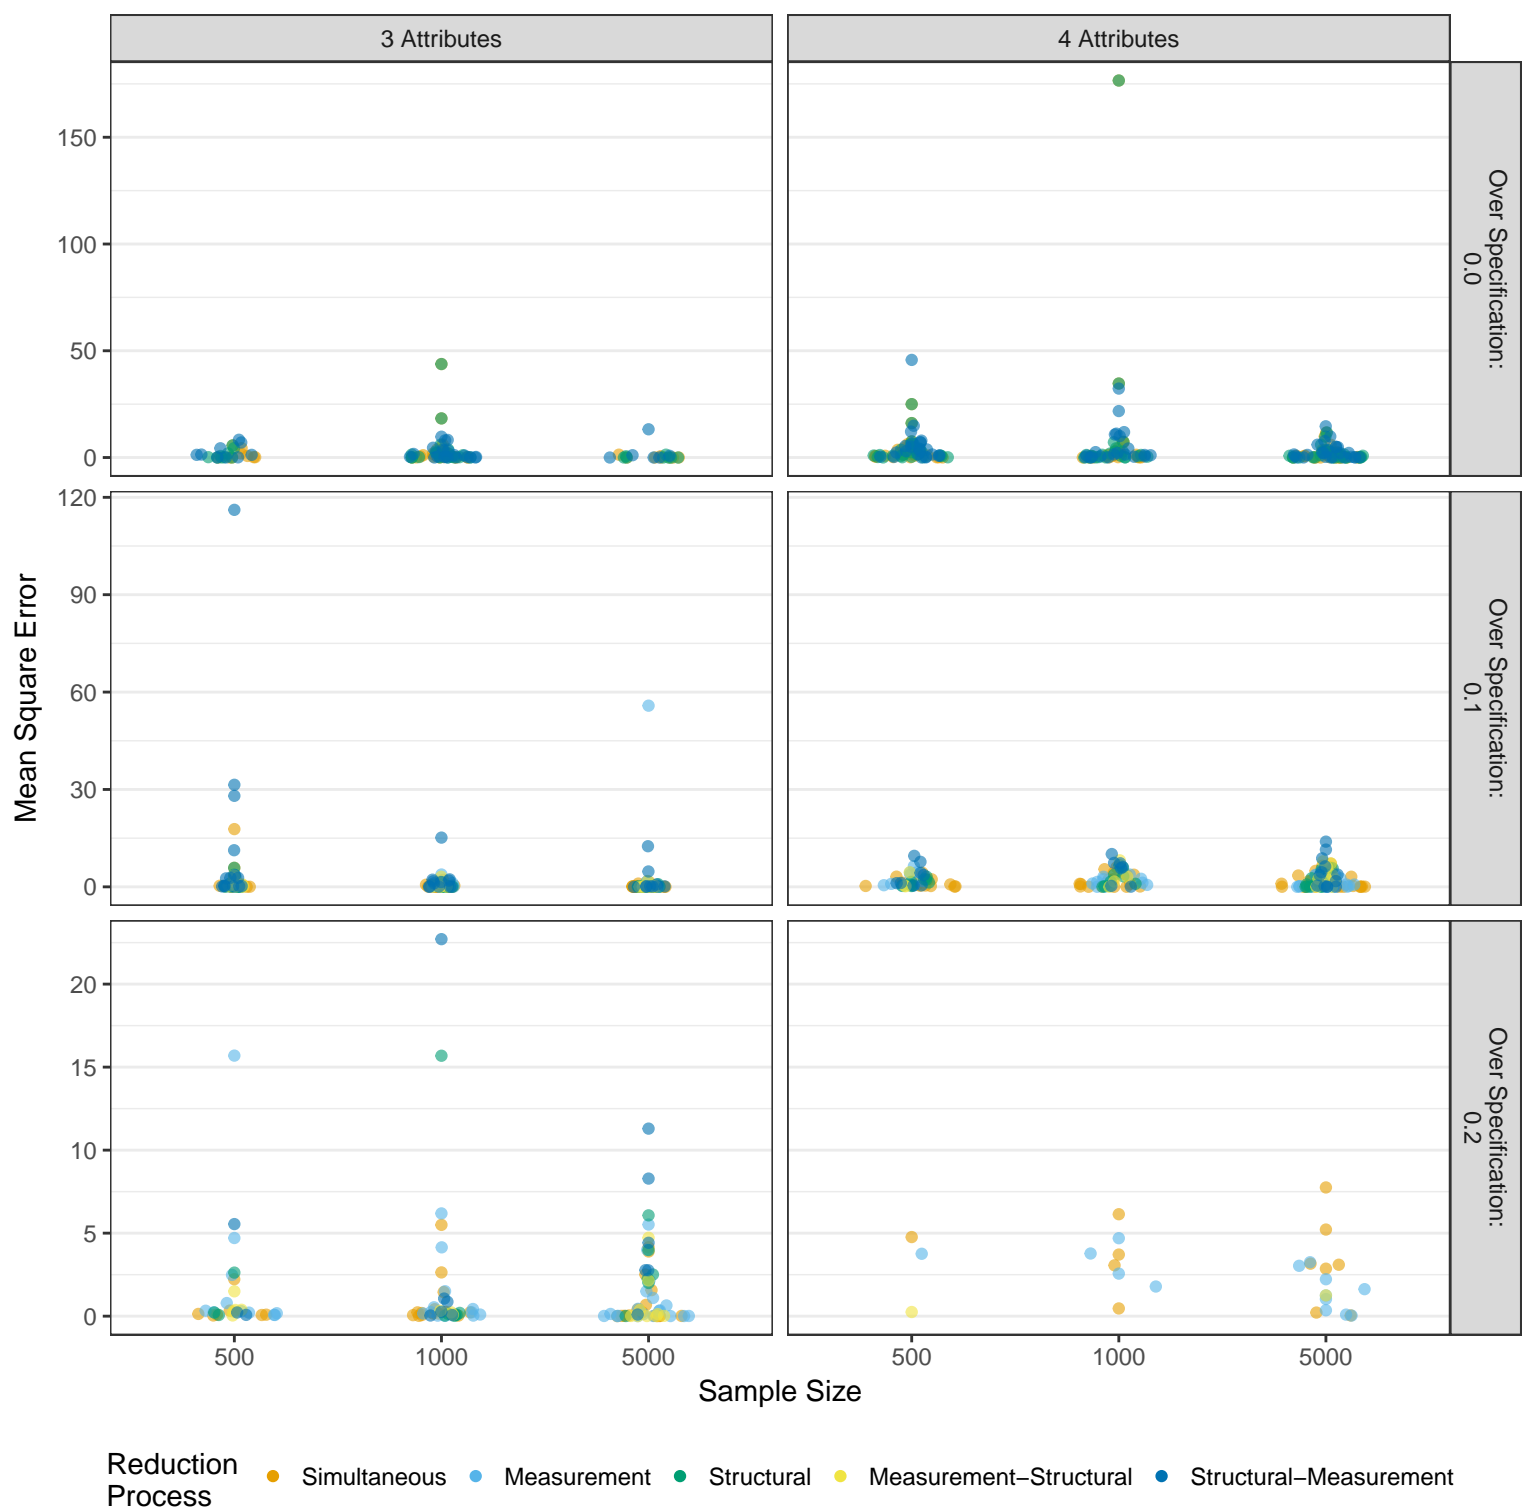 3 Attributes
4 Attributes
150
100
50
0
Over Specification:
0.0
120
90
60
30
0
Over Specification:
0.1
20
15
10
5
0
Over Specification:
0.2
Mean Square Error
500
1000
5000
500
1000
5000
Sample Size
Reduction
Process
Simultaneous
Measurement
Structural
Measurement−Structural
Structural−Measurement